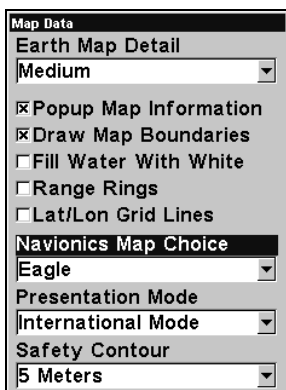 Map Data
Earth Map Detail
Medium
Popup Map Information
Draw Map Boundaries
Fill Water With White
Range Rings
Lat/Lon Grid Lines
Navionics Map Choice
Eagle
Presentation Mode
International Mode
Safety Contour
5 Meters